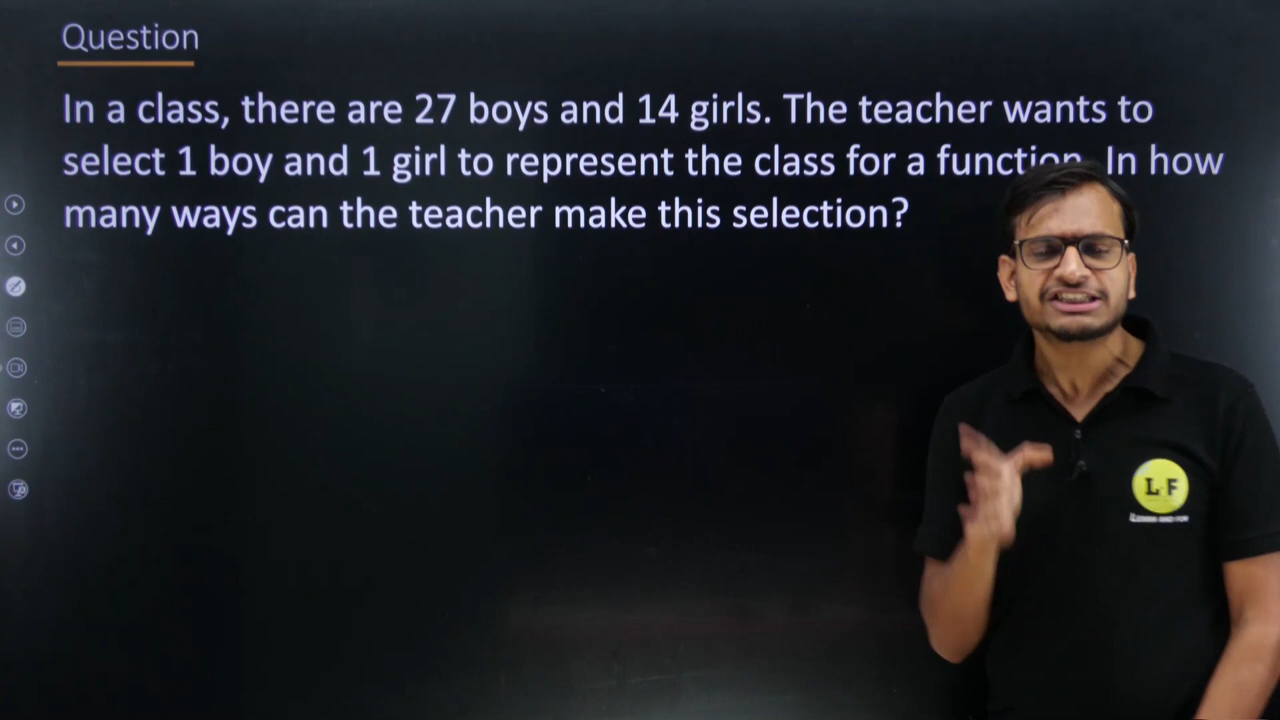 Question
In a class, there are 27 boys and 14 girls. The teacher wants to
select 1 boy and 1 girl to represent the class for a function. In how
many ways can the teacher make this selection?
L F